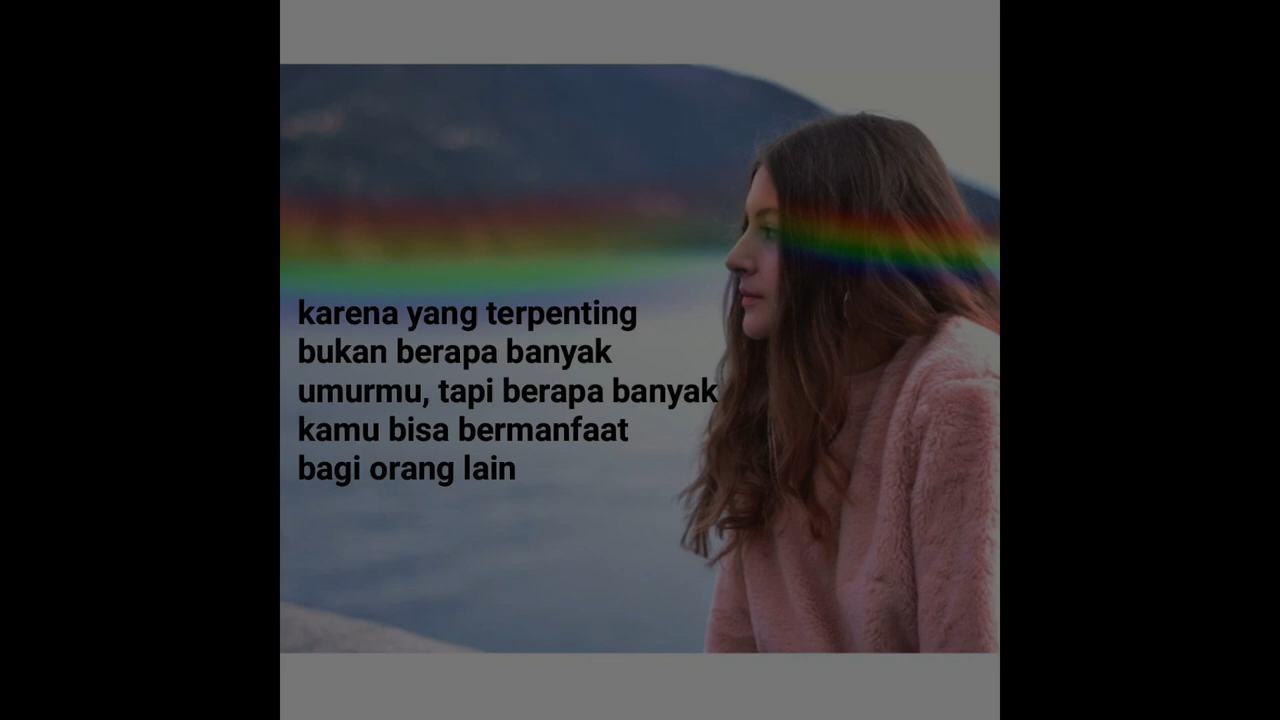 karena yang terpenting
bukan berapa banyak
umurmu, tapi berapa banyak
kamu bisa bermanfaat
bagi orang lain